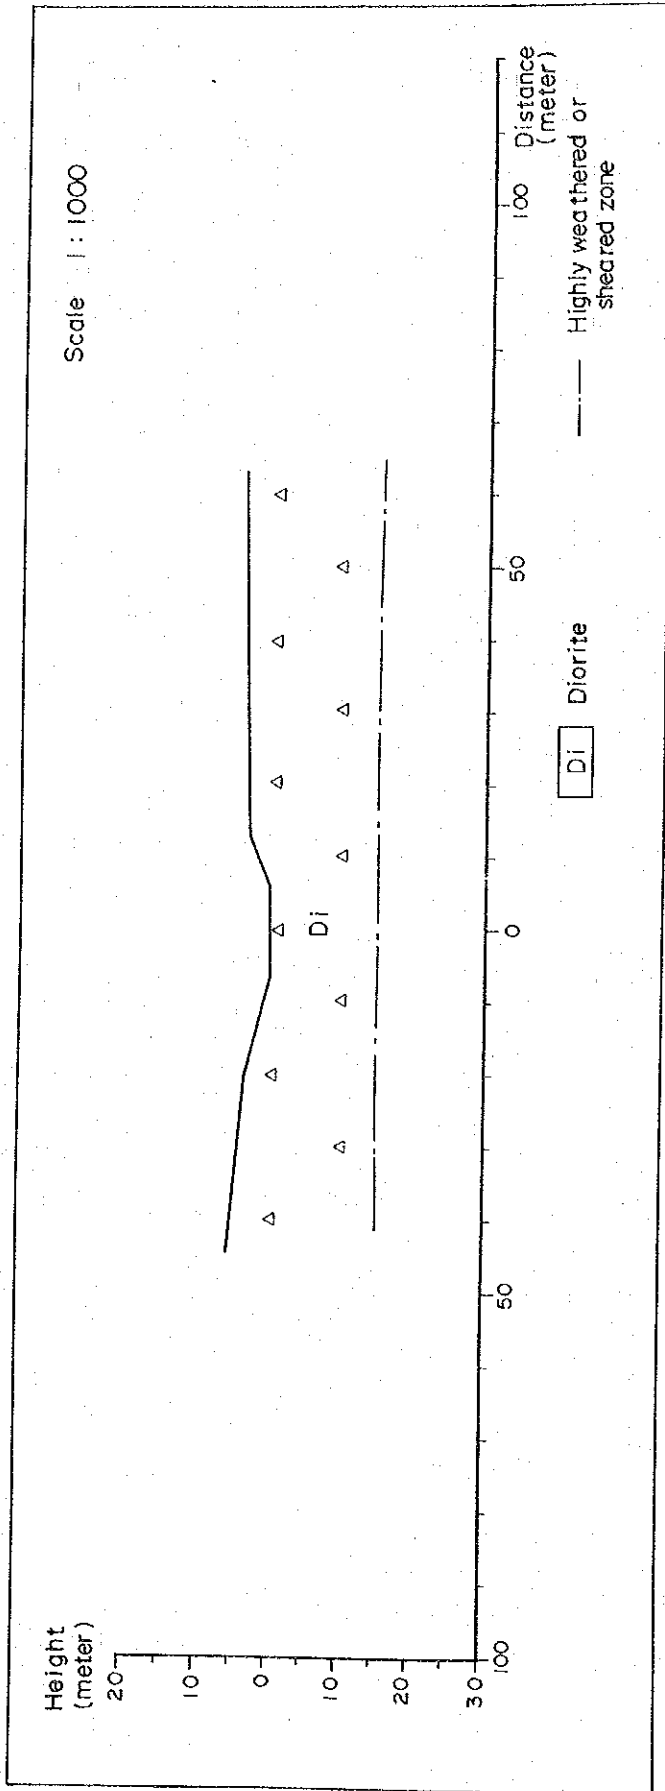 Scale 1 : 1000
Height
(meter)
20
10
0
10
20
30
Di
100
50
0
50
100
Distance
(meter)
Di Diorite
Highly weathered or
sheared zone